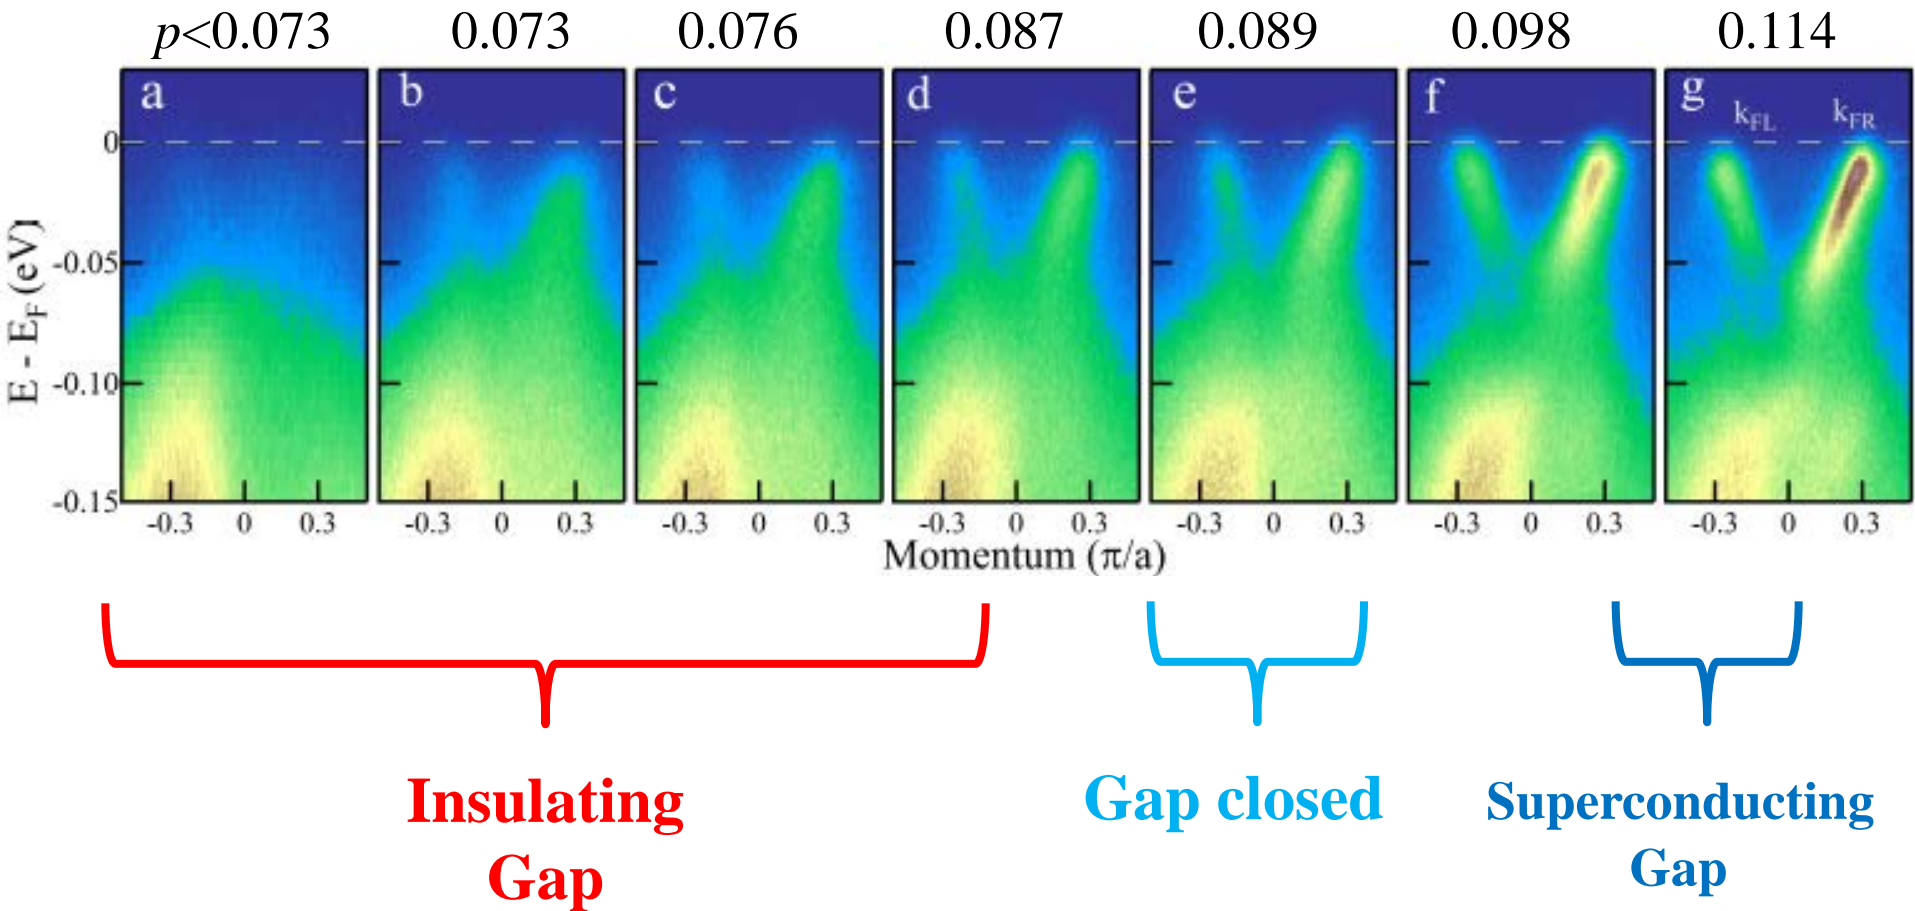 p<0.073 0.073 0.076 0.087 0.089 0.098 0.114
a b c d e f g
k_FL k_FR
E - E_F (eV)
0
-0.05
-0.10
-0.15
-0.3 0 0.3 -0.3 0 0.3 -0.3 0 0.3 -0.3 0 0.3 -0.3 0 0.3 -0.3 0 0.3 -0.3 0 0.3
Momentum (π/a)
Insulating
Gap
Gap closed
Superconducting
Gap